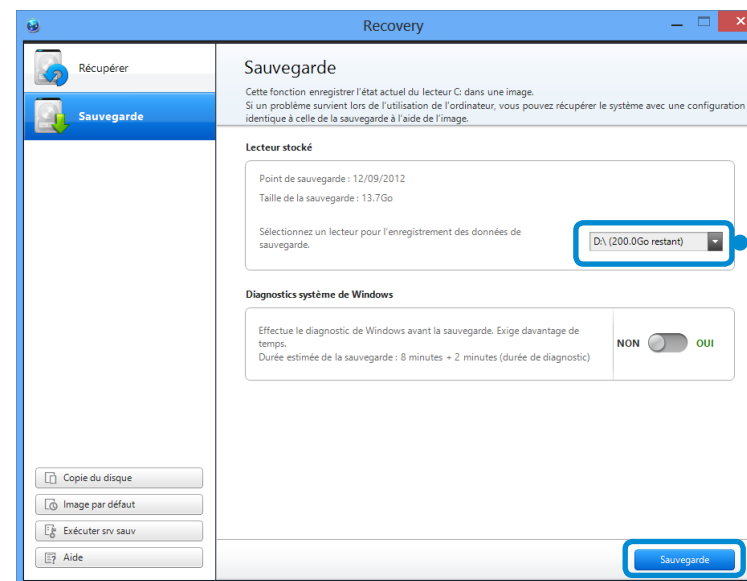 Recovery
Récupérer
Sauvegarde
Sauvegarde
Cette fonction enregistrer l'état actuel du lecteur C: dans une image.
Si un problème survient lors de l'utilisation de l'ordinateur, vous pouvez récupérer le système avec une configuration
identique à celle de la sauvegarde à l'aide de l'image.
Lecteur stocké
Point de sauvegarde : 12/09/2012
Taille de la sauvegarde : 13.7Go
Sélectionnez un lecteur pour l'enregistrement des données de
sauvegarde.
D:\ (200.0Go restant)
Diagnostics système de Windows
Effectue le diagnostic de Windows avant la sauvegarde. Exige davantage de
temps.
Durée estimée de la sauvegarde : 8 minutes + 2 minutes (durée de diagnostic)
NON OUI
Copie du disque
Image par défaut
Exécuter srv sauv
Aide
Sauvegarde